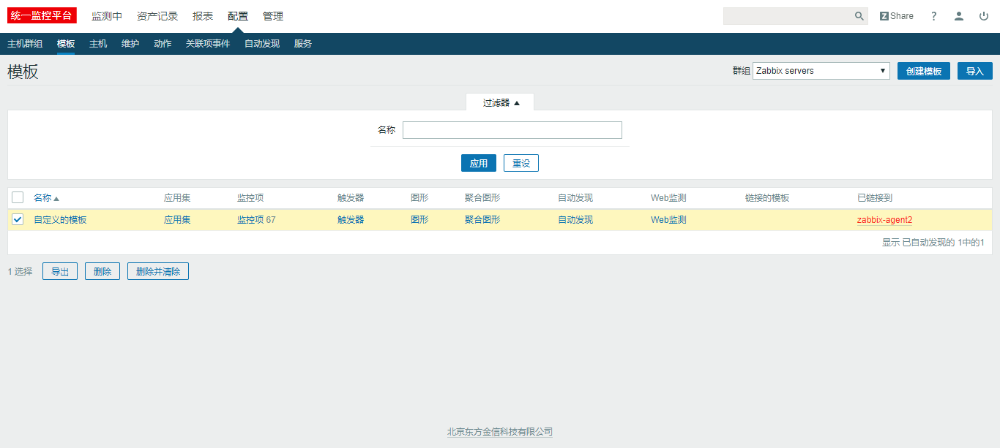 统一监控平台 监测中 资产记录 报表 配置 管理 Z Share ?
主机群组 模板 主机 维护 动作 关联项事件 自动发现 服务
模板 群组 Zabbix servers 创建模板 导入
过滤器
名称
应用 重设
名称 应用集 监控项 触发器 图形 聚合图形 自动发现 Web监测 链接的模板 已链接到
自定义的模板 应用集 监控项 67 触发器 图形 聚合图形 自动发现 Web监测 zabbix-agent2
显示 已自动发现的 1中的1
1 选择 导出 删除 删除并清除
北京东方金信科技有限公司